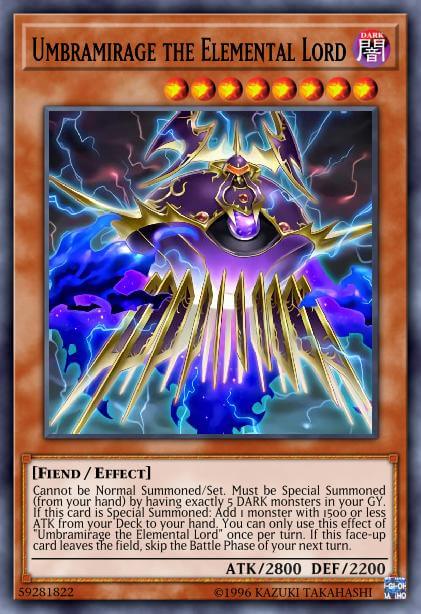 Umbramirage the Elemental Lord
DARK
闇
[Fiend / Effect]
Cannot be Normal Summoned/Set. Must be Special Summoned
(from your hand) by having exactly 5 DARK monsters in your GY.
If this card is Special Summoned: Add 1 monster with 1500 or less
ATK from your Deck to your hand. You can only use this effect of
"Umbramirage the Elemental Lord" once per turn. If this face-up
card leaves the field, skip the Battle Phase of your next turn.
ATK/2800 DEF/2200
59281822
©1996 KAZUKI TAKAHASHI